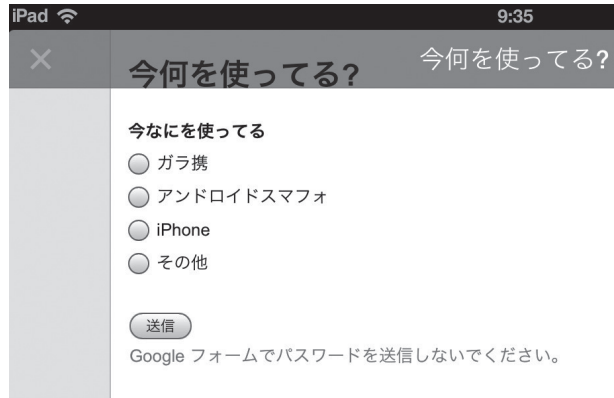 iPad 9:35
今何を使ってる?
今何を使ってる?
今なにを使ってる
ガラ携
アンドロイドスマフォ
iPhone
その他
送信
Google フォームでパスワードを送信しないでください。